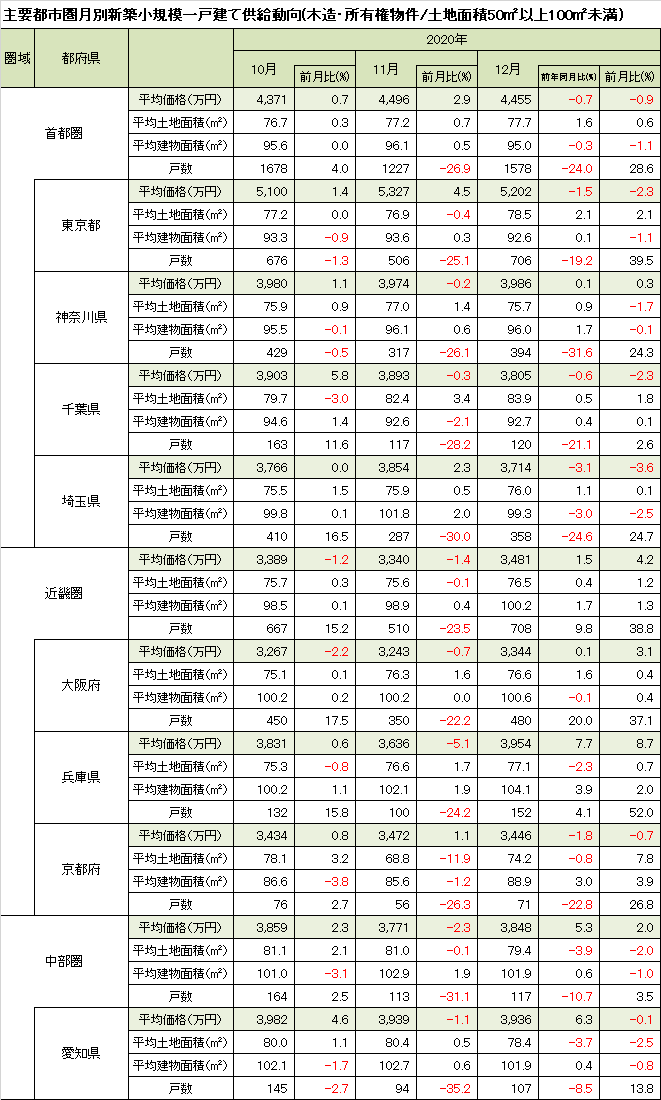 主要都市圏月別新築小規模一戸建て供給動向(木造・所有権物件/土地面積50㎡以上100㎡未満)
圏域 都府県 2020年
10月 前月比(%) 11月 前月比(%) 12月 前年同月比(%) 前月比(%)
首都圏
平均価格(万円) 4,371 0.7 4,496 2.9 4,455 -0.7 -0.9
平均土地面積(㎡) 76.7 0.3 77.2 0.7 77.7 1.6 0.6
平均建物面積(㎡) 95.6 0.0 96.1 0.5 95.0 -0.3 -1.1
戸数 1678 4.0 1227 -26.9 1578 -24.0 28.6
東京都
平均価格(万円) 5,100 1.4 5,327 4.5 5,202 -1.5 -2.3
平均土地面積(㎡) 77.2 0.0 76.9 -0.4 78.5 2.1 2.1
平均建物面積(㎡) 93.3 -0.9 93.6 0.3 92.6 0.1 -1.1
戸数 676 -1.3 506 -25.1 706 -19.2 39.5
神奈川県
平均価格(万円) 3,980 1.1 3,974 -0.2 3,986 0.1 0.3
平均土地面積(㎡) 75.9 0.9 77.0 1.4 75.7 0.9 -1.7
平均建物面積(㎡) 95.5 -0.1 96.1 0.6 96.0 1.7 -0.1
戸数 429 -0.5 317 -26.1 394 -31.6 24.3
千葉県
平均価格(万円) 3,903 5.8 3,893 -0.3 3,805 -0.6 -2.3
平均土地面積(㎡) 79.7 -3.0 82.4 3.4 83.9 0.5 1.8
平均建物面積(㎡) 94.6 1.4 92.6 -2.1 92.7 0.4 0.1
戸数 163 11.6 117 -28.2 120 -21.1 2.6
埼玉県
平均価格(万円) 3,766 0.0 3,854 2.3 3,714 -3.1 -3.6
平均土地面積(㎡) 75.5 1.5 75.9 0.5 76.0 1.1 0.1
平均建物面積(㎡) 99.8 0.1 101.8 2.0 99.3 -3.0 -2.5
戸数 410 16.5 287 -30.0 358 -24.6 24.7
近畿圏
平均価格(万円) 3,389 -1.2 3,340 -1.4 3,481 1.5 4.2
平均土地面積(㎡) 75.7 0.3 75.6 -0.1 76.5 0.4 1.2
平均建物面積(㎡) 98.5 0.1 98.9 0.4 100.2 1.7 1.3
戸数 667 15.2 510 -23.5 708 9.8 38.8
大阪府
平均価格(万円) 3,267 -2.2 3,243 -0.7 3,344 0.1 3.1
平均土地面積(㎡) 75.1 0.1 76.3 1.6 76.6 1.6 0.4
平均建物面積(㎡) 100.2 0.2 100.2 0.0 100.6 -0.1 0.4
戸数 450 17.5 350 -22.2 480 20.0 37.1
兵庫県
平均価格(万円) 3,831 0.6 3,636 -5.1 3,954 7.7 8.7
平均土地面積(㎡) 75.3 -0.8 76.6 1.7 77.1 -2.3 0.7
平均建物面積(㎡) 100.2 1.1 102.1 1.9 104.1 3.9 2.0
戸数 132 15.8 100 -24.2 152 4.1 52.0
京都府
平均価格(万円) 3,434 0.8 3,472 1.1 3,446 -1.8 -0.7
平均土地面積(㎡) 78.1 3.2 68.8 -11.9 74.2 -0.8 7.8
平均建物面積(㎡) 86.6 -3.8 85.6 -1.2 88.9 3.0 3.9
戸数 76 2.7 56 -26.3 71 -22.8 26.8
中部圏
平均価格(万円) 3,859 2.3 3,771 -2.3 3,848 5.3 2.0
平均土地面積(㎡) 81.1 2.1 81.0 -0.1 79.4 -3.9 -2.0
平均建物面積(㎡) 101.0 -3.1 102.9 1.9 101.9 0.6 -1.0
戸数 164 2.5 113 -31.1 117 -10.7 3.5
愛知県
平均価格(万円) 3,982 4.6 3,939 -1.1 3,936 6.3 -0.1
平均土地面積(㎡) 80.0 1.1 80.4 0.5 78.4 -3.7 -2.5
平均建物面積(㎡) 102.1 -1.7 102.7 0.6 101.9 0.4 -0.8
戸数 145 -2.7 94 -35.2 107 -8.5 13.8